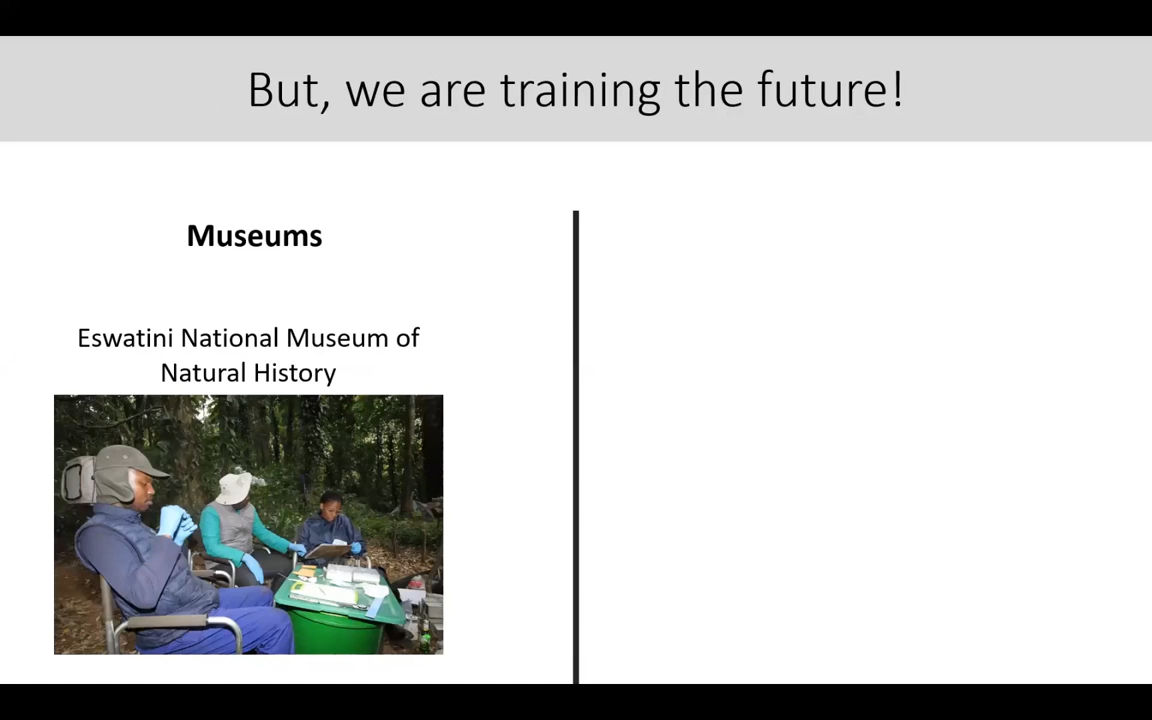 But, we are training the future!
Museums
Eswatini National Museum of
Natural History